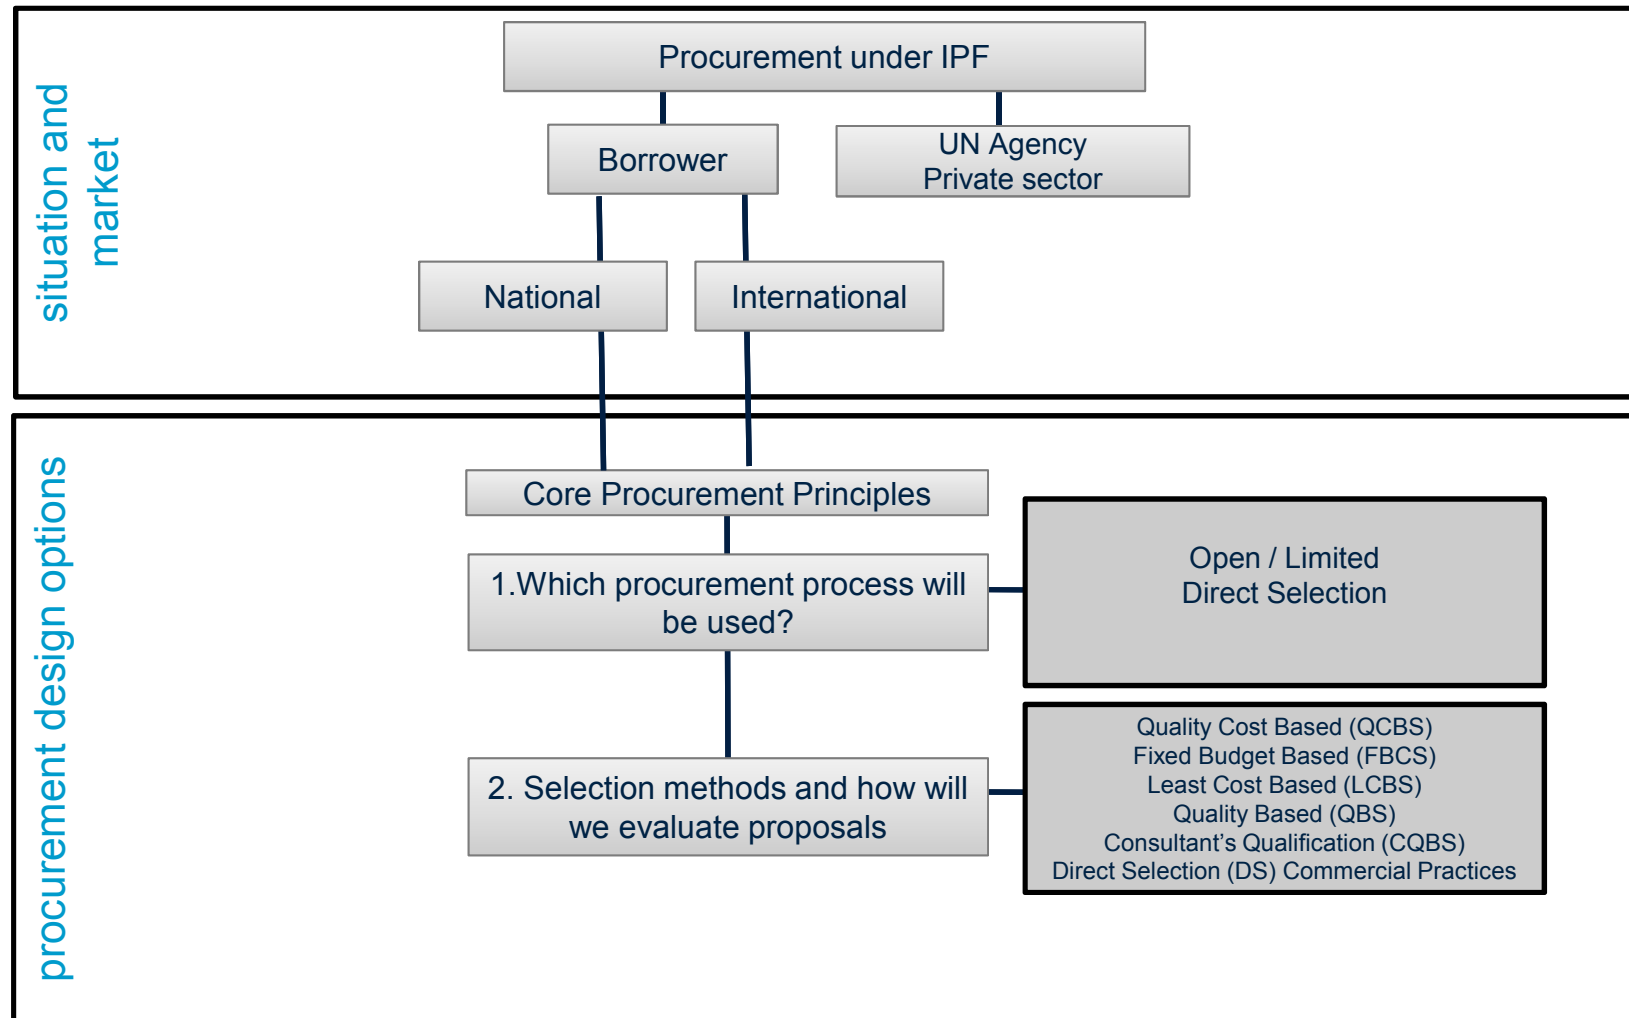 situation and
market
Procurement under IPF
Borrower
UN Agency
Private sector
National
International
procurement design options
Core Procurement Principles
1.Which procurement process will
be used?
Open / Limited
Direct Selection
2. Selection methods and how will
we evaluate proposals
Quality Cost Based (QCBS)
Fixed Budget Based (FBCS)
Least Cost Based (LCBS)
Quality Based (QBS)
Consultant’s Qualification (CQBS)
Direct Selection (DS) Commercial Practices